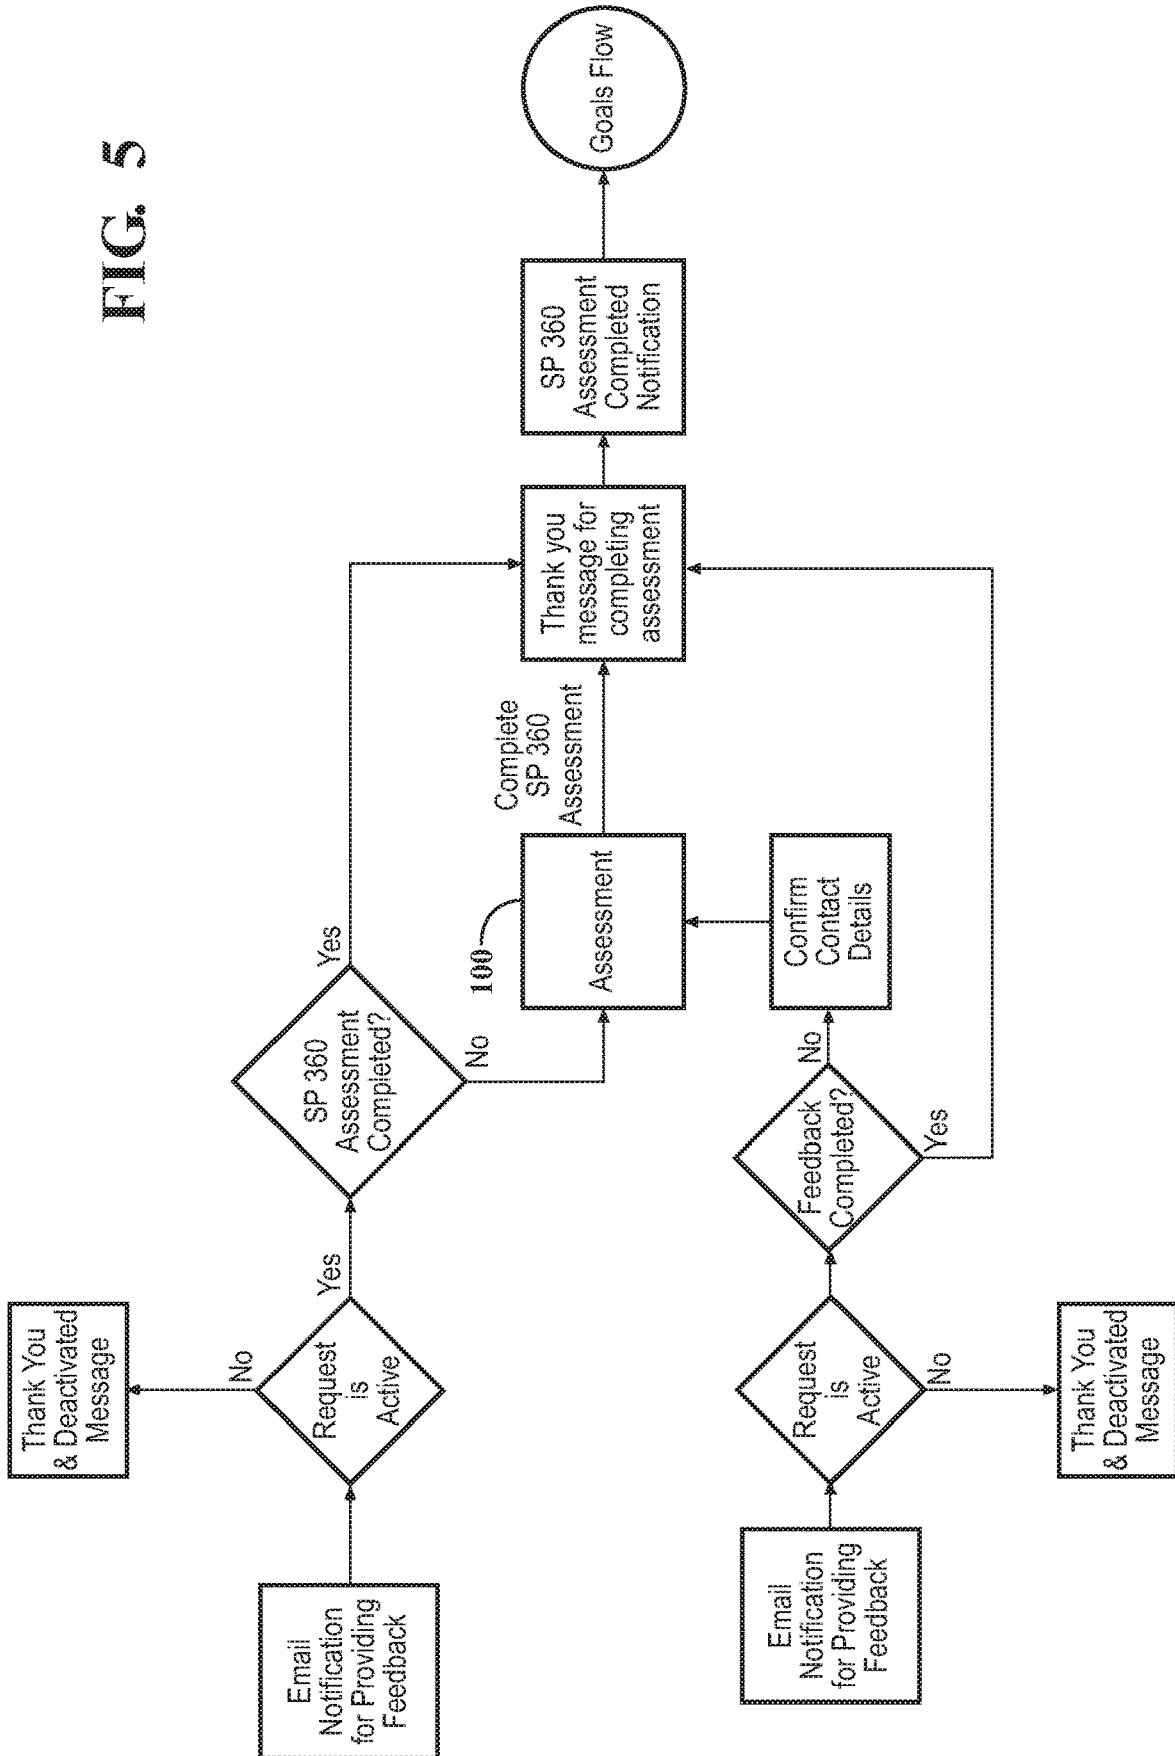 FIG. 5
Thank You
& Deactivated
Message
No
Email
Notification
for Providing
Feedback
Request
is
Active
Yes
SP 360
Assessment
Completed?
Yes
No
100
Assessment
Complete
SP 360
Assessment
Thank you
message for
completing
assessment
SP 360
Assessment
Completed
Notification
Goals Flow
Email
Notification
for Providing
Feedback
Request
is
Active
No
Thank You
& Deactivated
Message
Feedback
Completed?
No
Yes
Confirm
Contact
Details